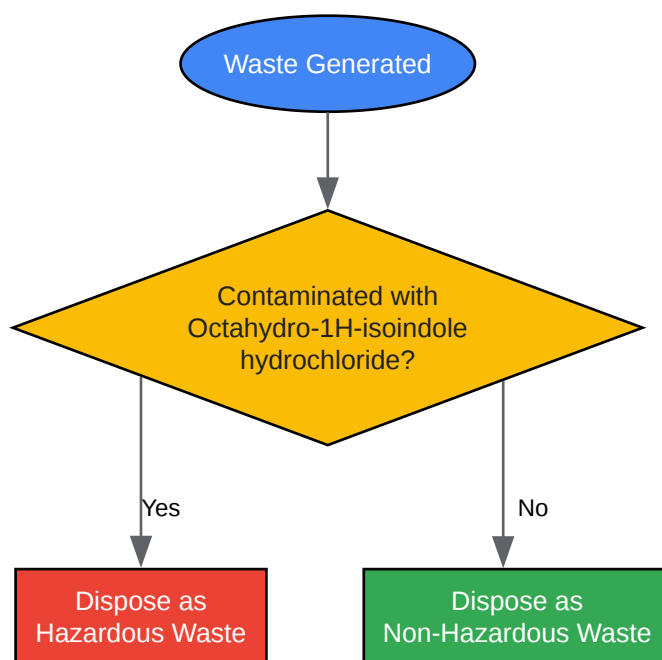 Waste Generated
Contaminated with
Octahydro-1H-isoindole
hydrochloride?
Yes
No
Dispose as
Hazardous Waste
Dispose as
Non-Hazardous Waste